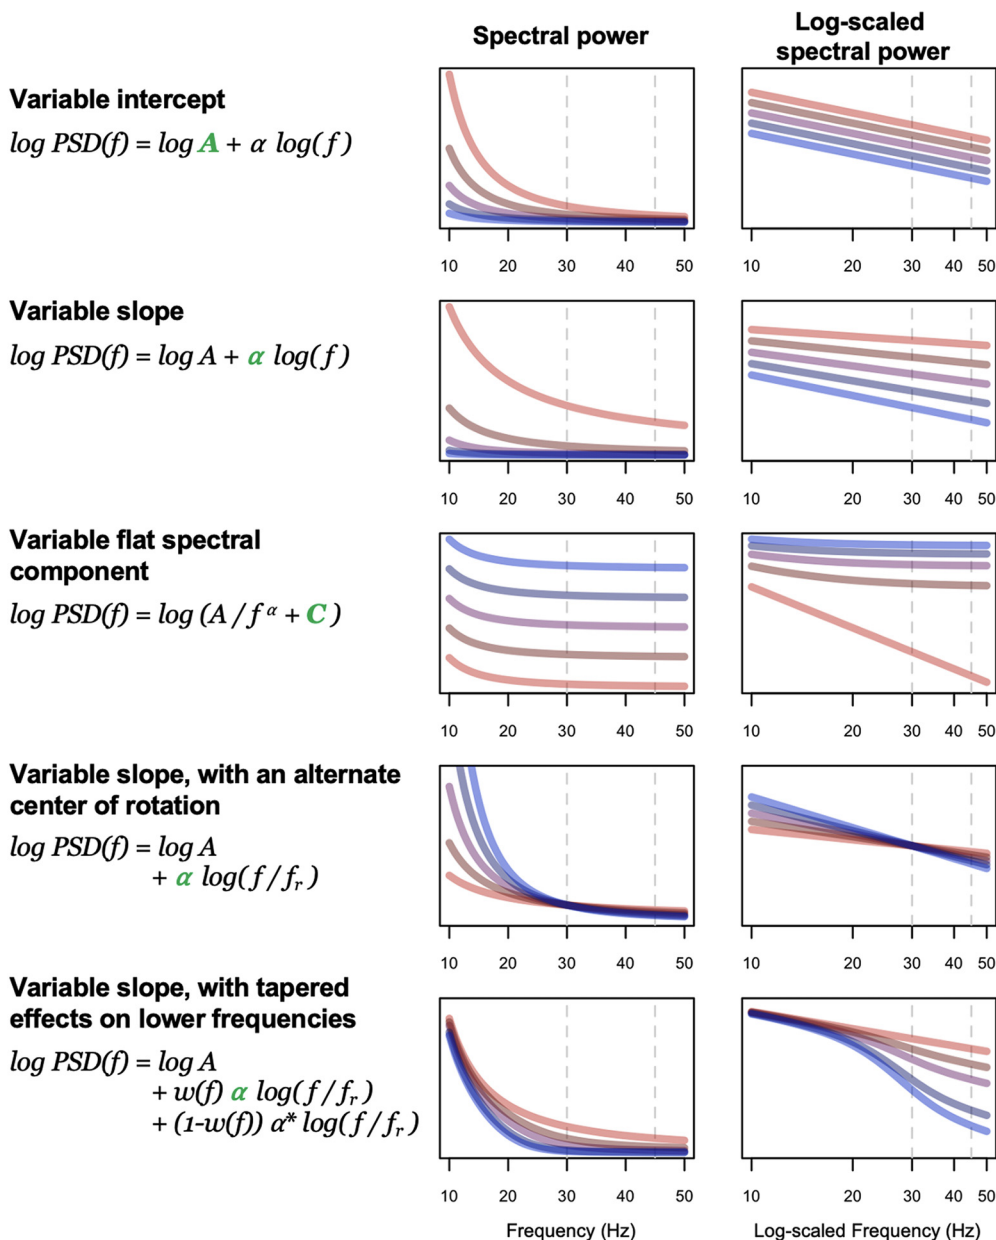 Spectral power
Log-scaled
spectral power
Variable intercept
log PSD(f) = log A + α log(f)
10 20 30 40 50
10 20 30 40 50
Variable slope
log PSD(f) = log A + α log(f)
10 20 30 40 50
10 20 30 40 50
Variable flat spectral
component
log PSD(f) = log (A/f^α + C)
10 20 30 40 50
10 20 30 40 50
Variable slope, with an alternate
center of rotation
log PSD(f) = log A
+ α log(f/fᵣ)
10 20 30 40 50
10 20 30 40 50
Variable slope, with tapered
effects on lower frequencies
log PSD(f) = log A
+ w(f) α log(f/fᵣ)
+ (1-w(f)) α* log(f/fᵣ)
10 20 30 40 50
10 20 30 40 50
Frequency (Hz)
Log-scaled Frequency (Hz)